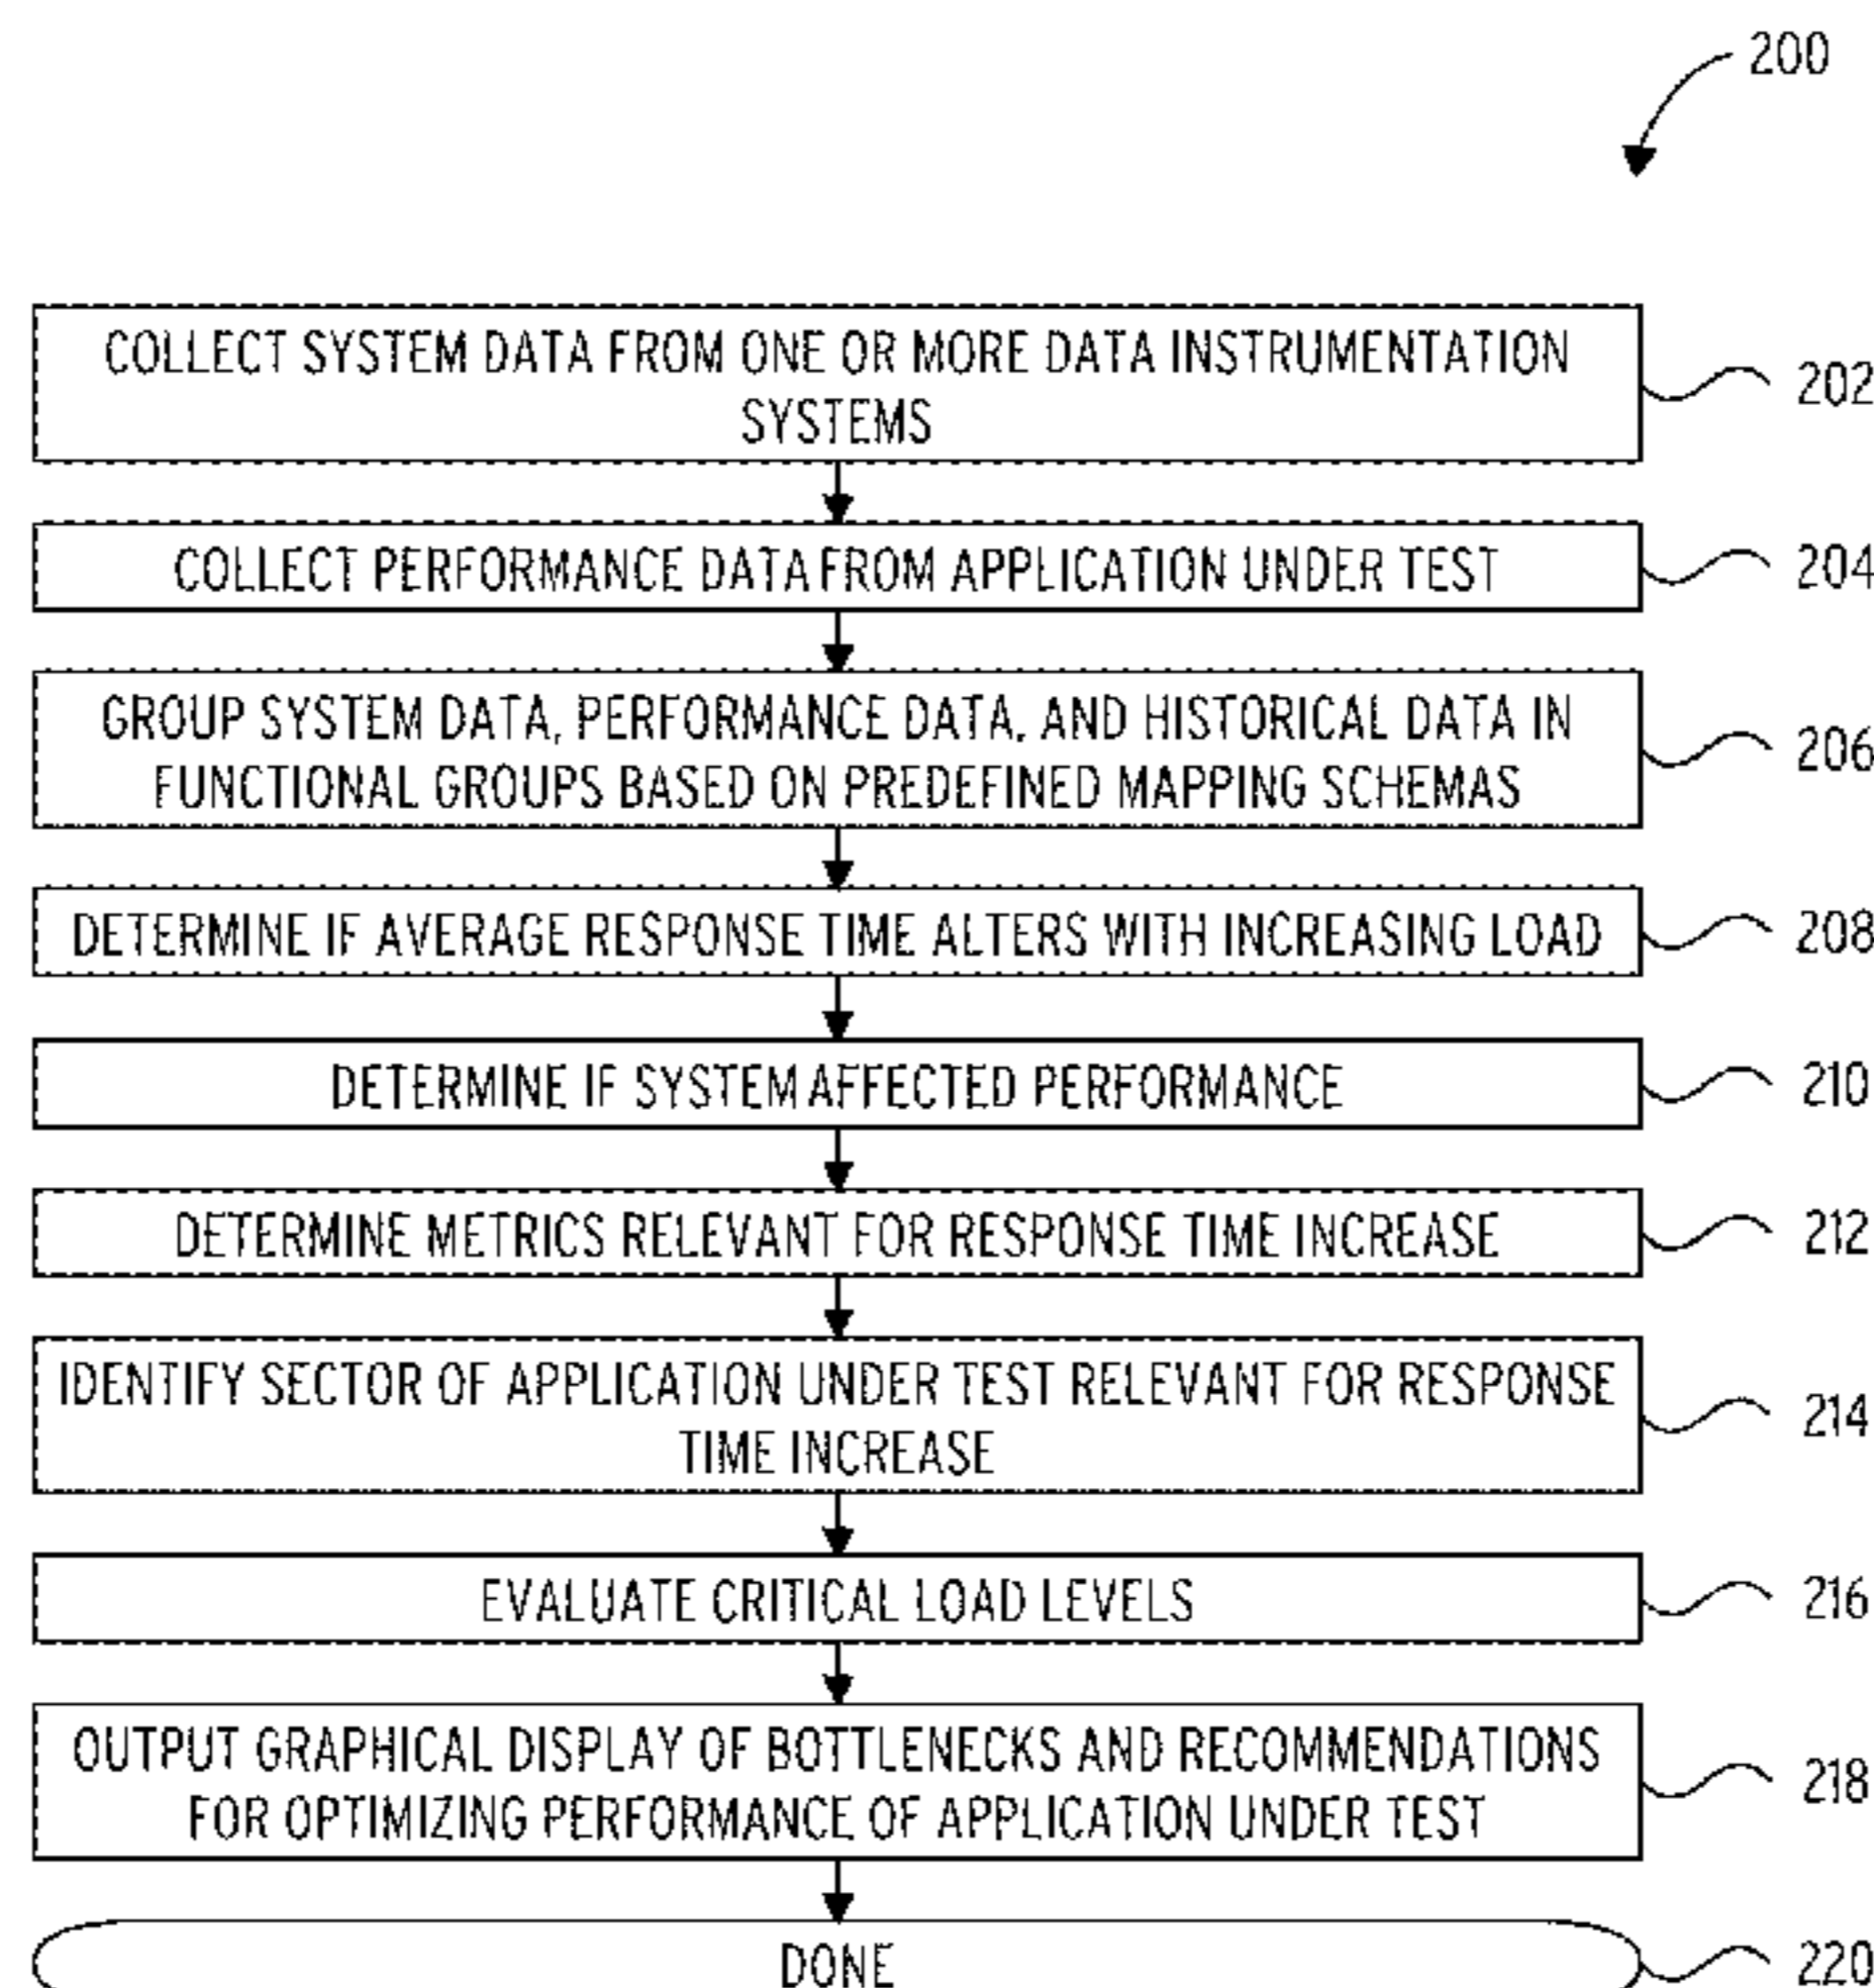 200
COLLECT SYSTEM DATA FROM ONE OR MORE DATA INSTRUMENTATION
SYSTEMS
202
COLLECT PERFORMANCE DATA FROM APPLICATION UNDER TEST
204
GROUP SYSTEM DATA, PERFORMANCE DATA, AND HISTORICAL DATA IN
FUNCTIONAL GROUPS BASED ON PREDEFINED MAPPING SCHEMAS
206
DETERMINE IF AVERAGE RESPONSE TIME ALTERS WITH INCREASING LOAD
208
DETERMINE IF SYSTEM AFFECTED PERFORMANCE
210
DETERMINE METRICS RELEVANT FOR RESPONSE TIME INCREASE
212
IDENTIFY SECTOR OF APPLICATION UNDER TEST RELEVANT FOR RESPONSE
TIME INCREASE
214
EVALUATE CRITICAL LOAD LEVELS
216
OUTPUT GRAPHICAL DISPLAY OF BOTTLENECKS AND RECOMMENDATIONS
FOR OPTIMIZING PERFORMANCE OF APPLICATION UNDER TEST
218
DONE
220